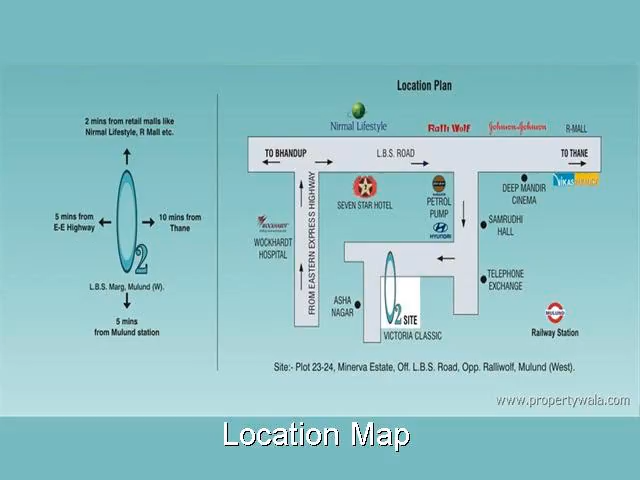 Location Plan
2 mins from retail malls like
Nirmal Lifestyle, R Mall etc.
5 mins from
E-E Highway
10 mins from
Thane
2
L.B.S. Marg, Mulund (W).
5 mins
from Mulund station
Nirmal Lifestyle
Ralli Wolf
Johnson & Johnson
R-MALL
TO BHANDUP
L.B.S. ROAD
TO THANE
FROM EASTERN EXPRESS HIGHWAY
SEVEN STAR HOTEL
PETROL
PUMP
HYUNDAI
DEEP MANDIR
CINEMA
WOCKHARDT
WOCKHARDT
HOSPITAL
SAMRUDHI
HALL
TELEPHONE
EXCHANGE
ASHA
NAGAR
2 SITE
VICTORIA CLASSIC
MULUND
Railway Station
Site:- Plot 23-24, Minerva Estate, Off. L.B.S. Road, Opp. Ralliwolf, Mulund (West).
www.propertywala.com
Location Map